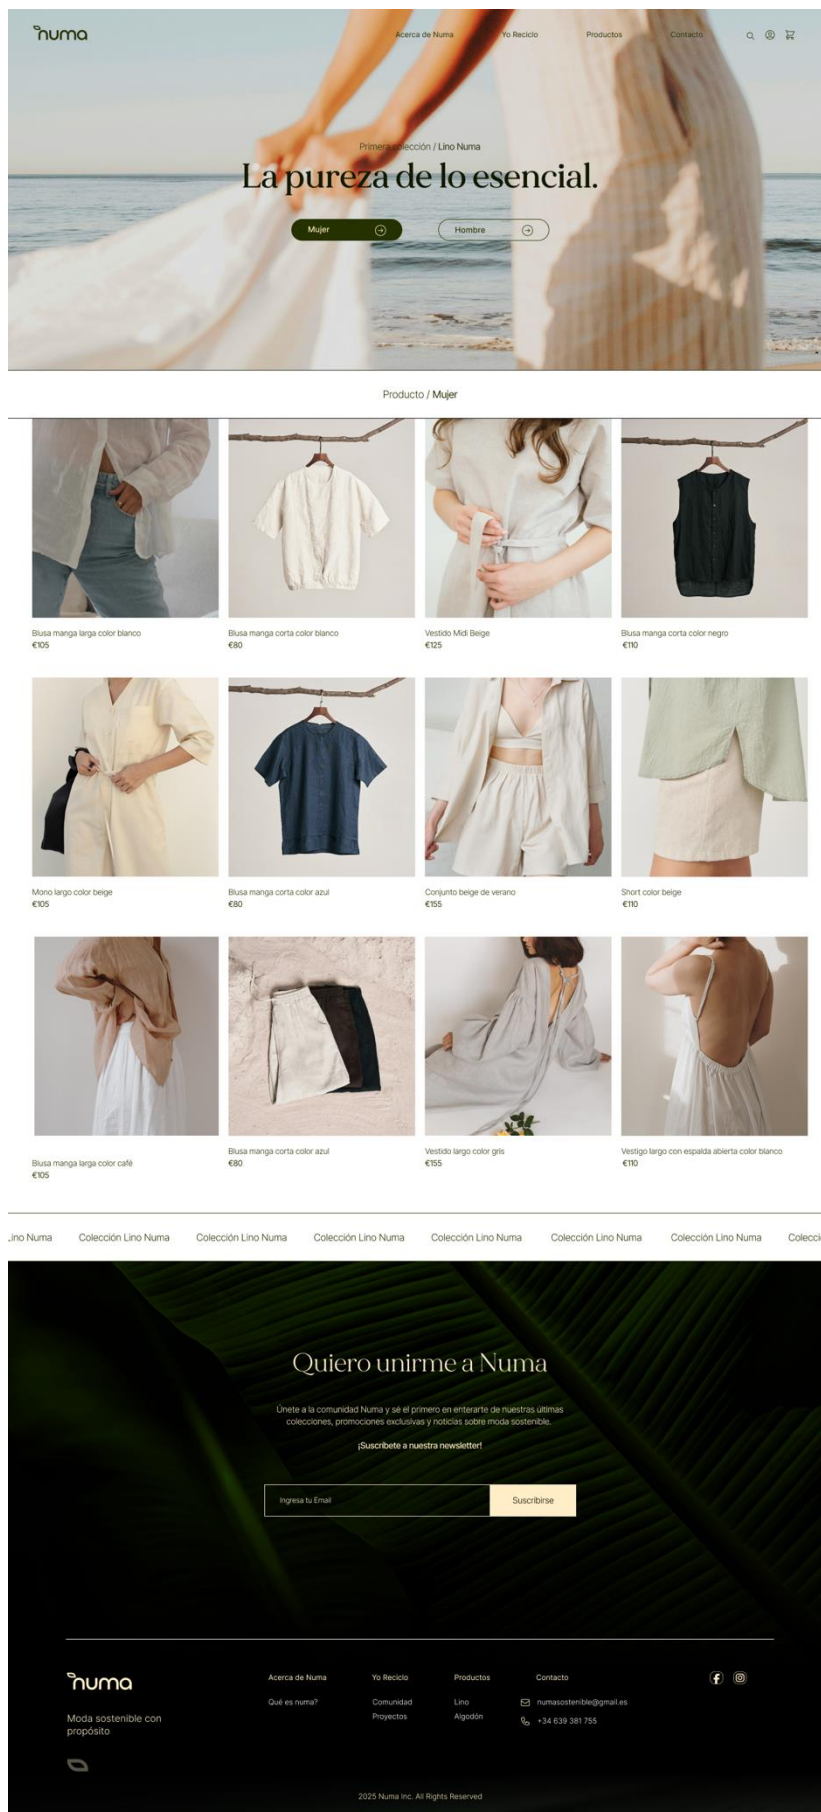 numa
Acerca de Numa
Yo Reciclo
Productos
Contacto
Primera colección / Lino Numa
La pureza de lo esencial.
Mujer
Hombre
Producto / Mujer
Blusa manga larga color blanco
€105
Blusa manga corta color blanco
€80
Vestido Midi Beige
€125
Blusa manga corta color negro
€110
Mono largo color beige
€105
Blusa manga corta color azul
€80
Conjunto beige de verano
€155
Short color beige
€110
Blusa manga larga color café
€105
Blusa manga corta color azul
€80
Vestido largo color gris
€155
Vestigo largo con espalda abierta color blanco
€110
Lino Numa Colección Lino Numa Colección Lino Numa Colección Lino Numa Colección Lino Numa Colección Lino Numa Colección Lino Numa Colecci
Quiero unirme a Numa
Únete a la comunidad Numa y sé el primero en enterarte de nuestras últimas
colecciones, promociones exclusivas y noticias sobre moda sostenible.
¡Suscríbete a nuestra newsletter!
Ingresa tu Email
Suscribirse
numa
Moda sostenible con
propósito
Acerca de Numa
Qué es numa?
Yo Reciclo
Comunidad
Proyectos
Productos
Lino
Algodón
Contacto
numasostenible@gmail.es
+34 639 381 755
2025 Numa Inc. All Rights Reserved